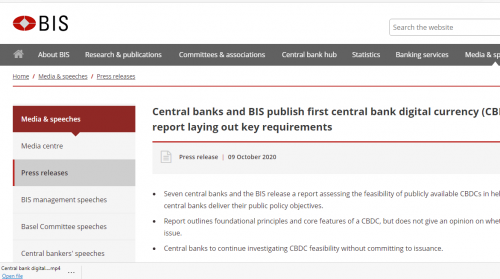 BIS
Search the website
About BIS Research & publications Committees & associations Central bank hub Statistics Banking services Media & sp
Home / Media & speeches / Press releases
Media & speeches
Media centre
Press releases
BIS management speeches
Basel Committee speeches
Central bankers' speeches
Central banks and BIS publish first central bank digital currency (CB
report laying out key requirements
Press release | 09 October 2020
Seven central banks and the BIS release a report assessing the feasibility of publicly available CBDCs in hel
central banks deliver their public policy objectives.
Report outlines foundational principles and core features of a CBDC, but does not give an opinion on whet
issue.
Central banks to continue investigating CBDC feasibility without committing to issuance.
Central bank digital....mp4
Open file